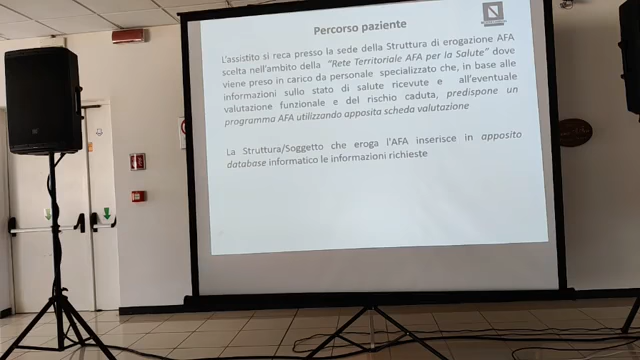 Percorso paziente
L'assistito si reca presso la sede della Struttura di erogazione AFA
scelta nell'ambito della "Rete Territoriale AFA per la Salute" dove
viene preso in carico da personale specializzato che, in base alle
informazioni sullo stato di salute ricevute e all'eventuale
valutazione funzionale e del rischio caduta, predispone un
programma AFA utilizzando apposita scheda valutazione
La Struttura/Soggetto che eroga l'AFA inserisce in apposito
database informatico le informazioni richieste